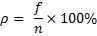 ρ = f/n × 100%